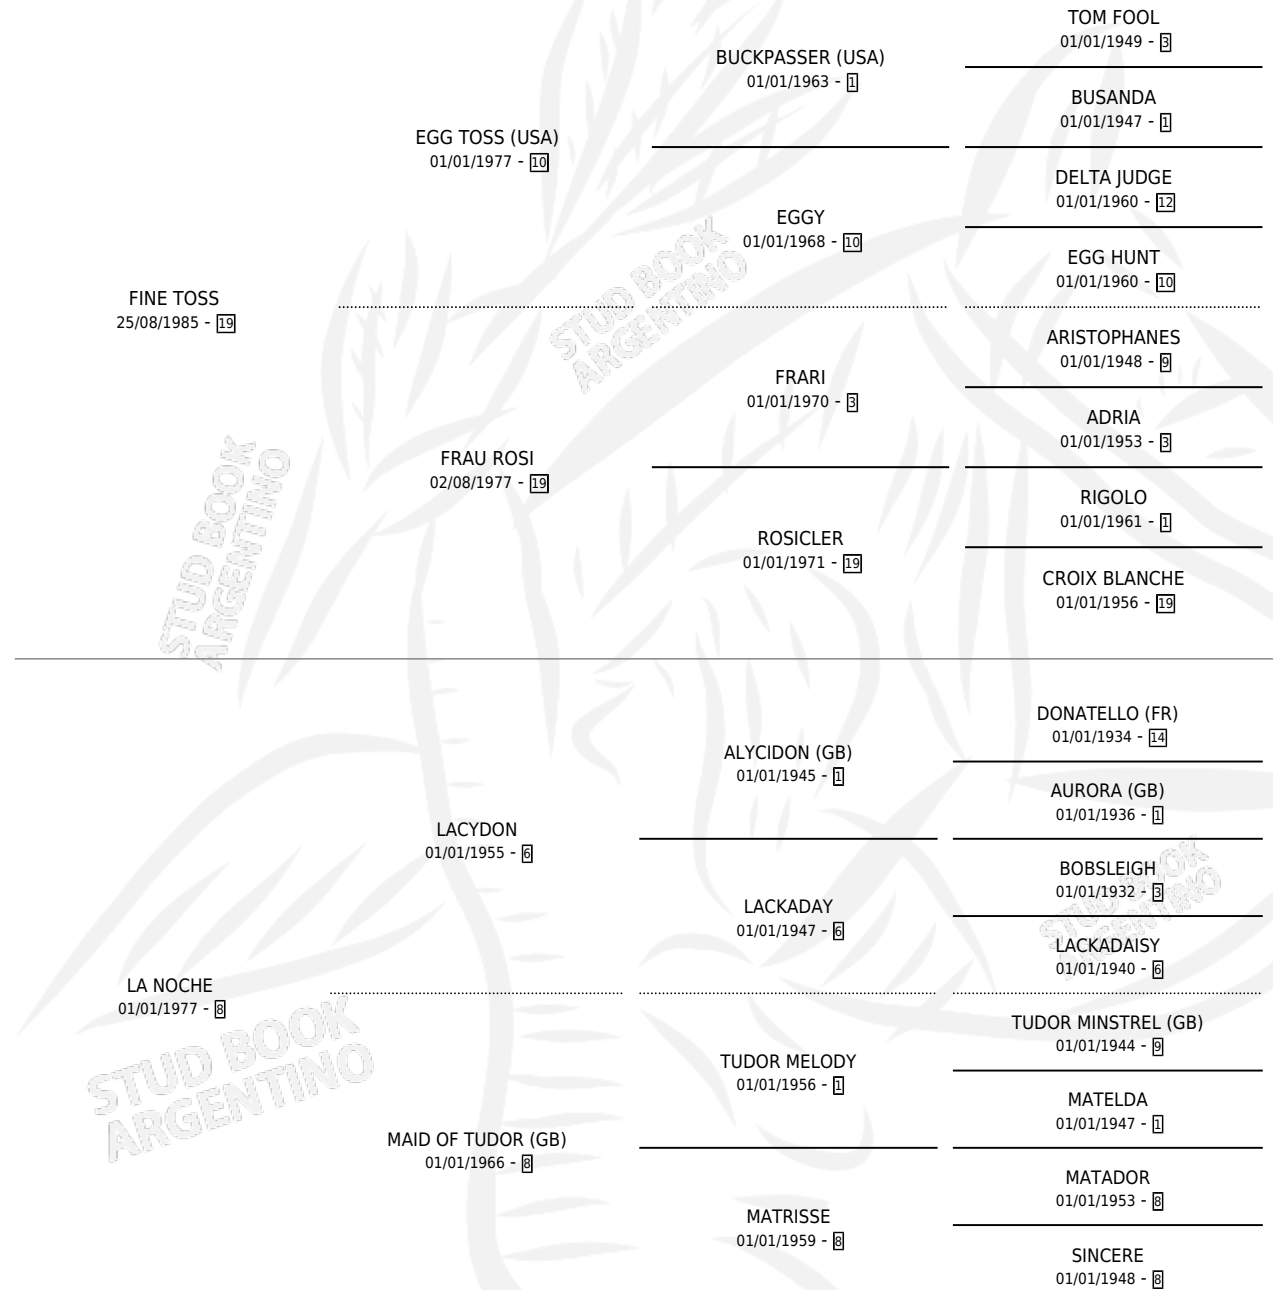 TOM FOOL
01/01/1949 - 3
BUCKPASSER (USA)
01/01/1963 - 1
BUSANDA
01/01/1947 - 1
EGG TOSS (USA)
01/01/1977 - 10
DELTA JUDGE
01/01/1960 - 12
EGGY
01/01/1968 - 10
EGG HUNT
01/01/1960 - 10
FINE TOSS
25/08/1985 - 19
STUD BOOK
ARGENTINO
ARISTOPHANES
01/01/1948 - 9
FRARI
01/01/1970 - 3
ADRIA
01/01/1953 - 3
FRAU ROSI
02/08/1977 - 19
RIGOLO
01/01/1961 - 1
ROSICLER
01/01/1971 - 19
CROIX BLANCHE
01/01/1956 - 19
STUD BOOK
ARGENTINO
DONATELLO (FR)
01/01/1934 - 14
ALYCIDON (GB)
01/01/1945 - 1
AURORA (GB)
01/01/1936 - 1
LACYDON
01/01/1955 - 6
BOBSLEIGH
01/01/1932 - 3
LACKADAY
01/01/1947 - 6
STUD BOOK
ARGENTINO
LACKADAISY
01/01/1940 - 6
LA NOCHE
01/01/1977 - 8
STUD BOOK
ARGENTINO
TUDOR MINSTREL (GB)
01/01/1944 - 9
TUDOR MELODY
01/01/1956 - 1
MATELDA
01/01/1947 - 1
MAID OF TUDOR (GB)
01/01/1966 - 8
MATADOR
01/01/1953 - 8
MATRISSE
01/01/1959 - 8
SINCERE
01/01/1948 - 8